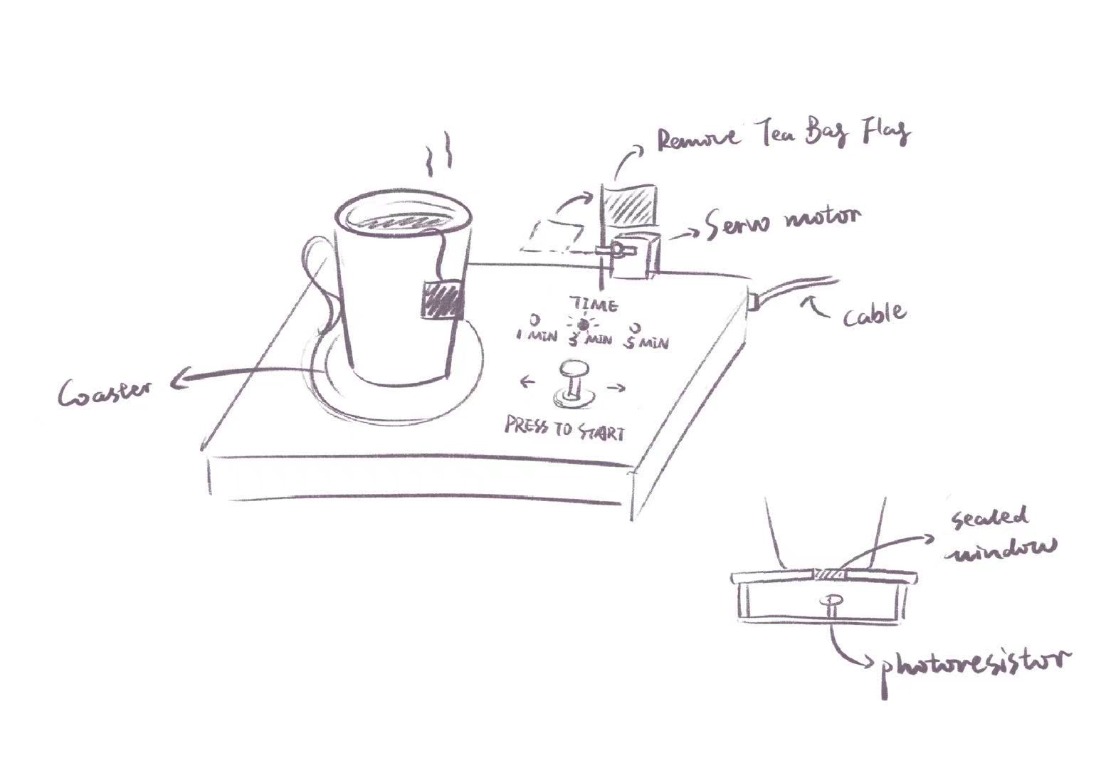 Remove Tea Bag Flag
Servo motor
cable
TIME
1 MIN 3 MIN 5 MIN
PRESS TO START
Coaster
sealed
window
photoresistor